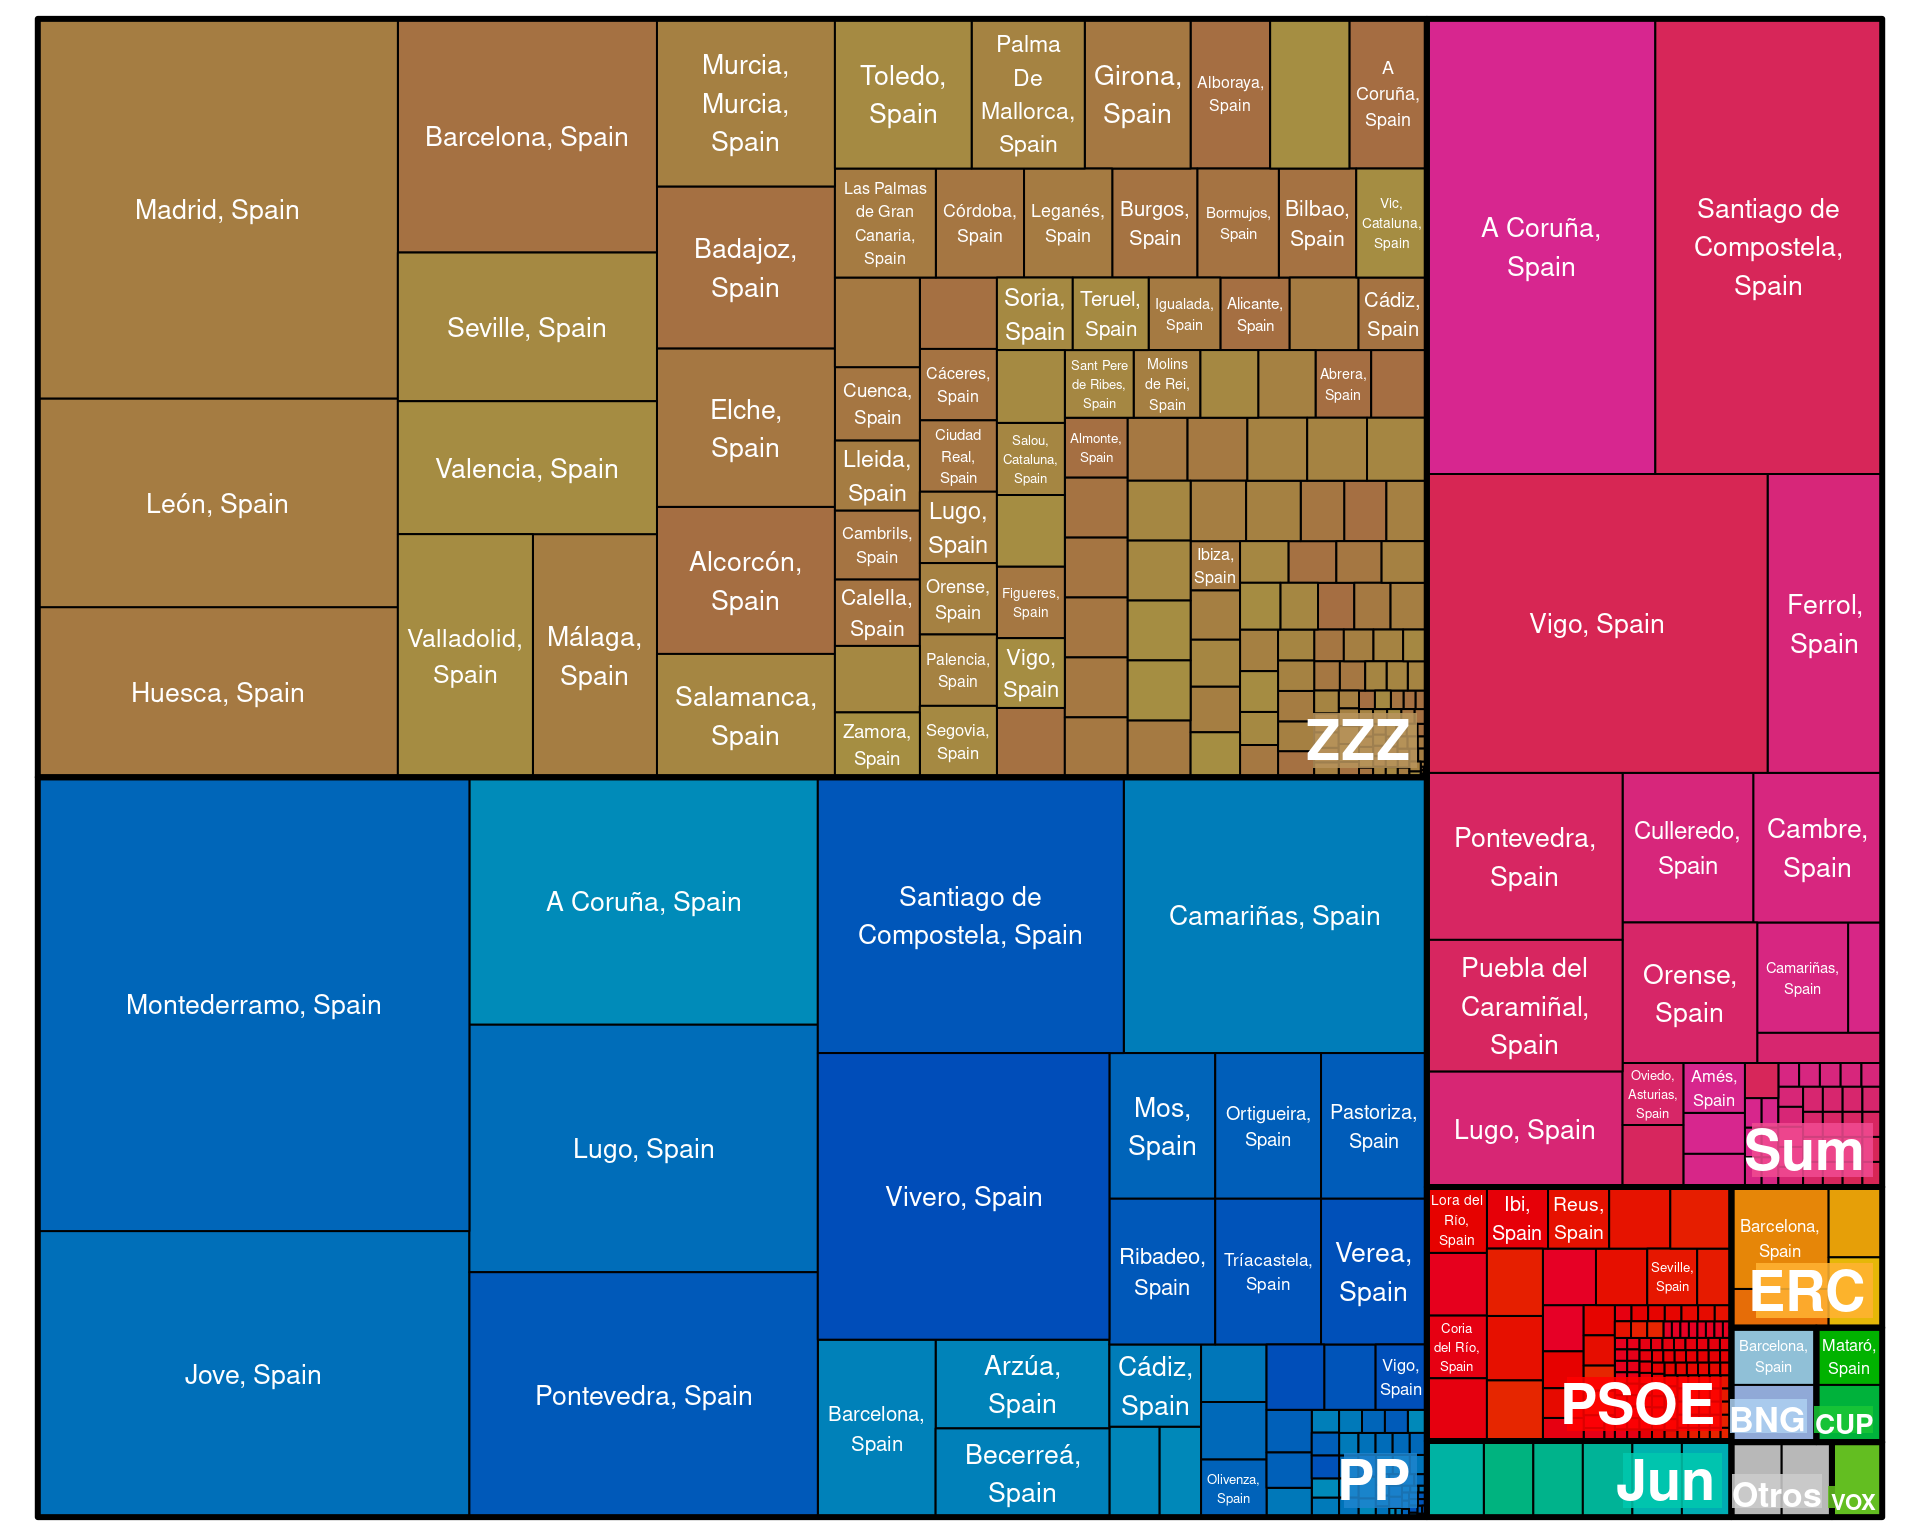 Madrid, Spain
León, Spain
Huesca, Spain
Barcelona, Spain
Seville, Spain
Valencia, Spain
Valladolid,
Spain
Málaga,
Spain
Murcia,
Murcia,
Spain
Badajoz,
Spain
Elche,
Spain
Alcorcón,
Spain
Salamanca,
Spain
Toledo,
Spain
Palma
De
Mallorca,
Spain
Girona,
Spain
Alboraya,
Spain
A
Coruña,
Spain
Las Palmas
de Gran
Canaria,
Spain
Córdoba,
Spain
Leganés,
Spain
Burgos,
Spain
Bormujos,
Spain
Bilbao,
Spain
Vic,
Cataluna,
Spain
Cuenca,
Spain
Lleida,
Spain
Cambrils,
Spain
Calella,
Spain
Zamora,
Spain
Cáceres,
Spain
Ciudad
Real,
Spain
Lugo,
Spain
Orense,
Spain
Palencia,
Spain
Segovia,
Spain
Soria,
Spain
Teruel,
Spain
Igualada,
Spain
Alicante,
Spain
Cádiz,
Spain
Sant Pere
de Ribes,
Spain
Molins
de Rei,
Spain
Abrera,
Spain
Salou,
Cataluna,
Spain
Almonte,
Spain
Figueres,
Spain
Vigo,
Spain
Ibiza,
Spain
ZZZ
Montederramo, Spain
Jove, Spain
A Coruña, Spain
Lugo, Spain
Pontevedra, Spain
Santiago de
Compostela, Spain
Camariñas, Spain
Vivero, Spain
Mos,
Spain
Ortigueira,
Spain
Pastoriza,
Spain
Ribadeo,
Spain
Tríacastela,
Spain
Verea,
Spain
Barcelona,
Spain
Arzúa,
Spain
Becerreá,
Spain
Cádiz,
Spain
Vigo,
Spain
Olivenza,
Spain
PP
A Coruña,
Spain
Santiago de
Compostela,
Spain
Vigo, Spain
Ferrol,
Spain
Pontevedra,
Spain
Culleredo,
Spain
Cambre,
Spain
Puebla del
Caramiñal,
Spain
Orense,
Spain
Camariñas,
Spain
Lugo, Spain
Oviedo,
Asturias,
Spain
Amés,
Spain
Sum
Lora del
Río,
Spain
Ibi,
Spain
Reus,
Spain
Seville,
Spain
Coria
del Río,
Spain
PSOE
Barcelona,
Spain
ERC
Barcelona,
Spain
BNG
Mataró,
Spain
CUP
Jun
Otros
VOX